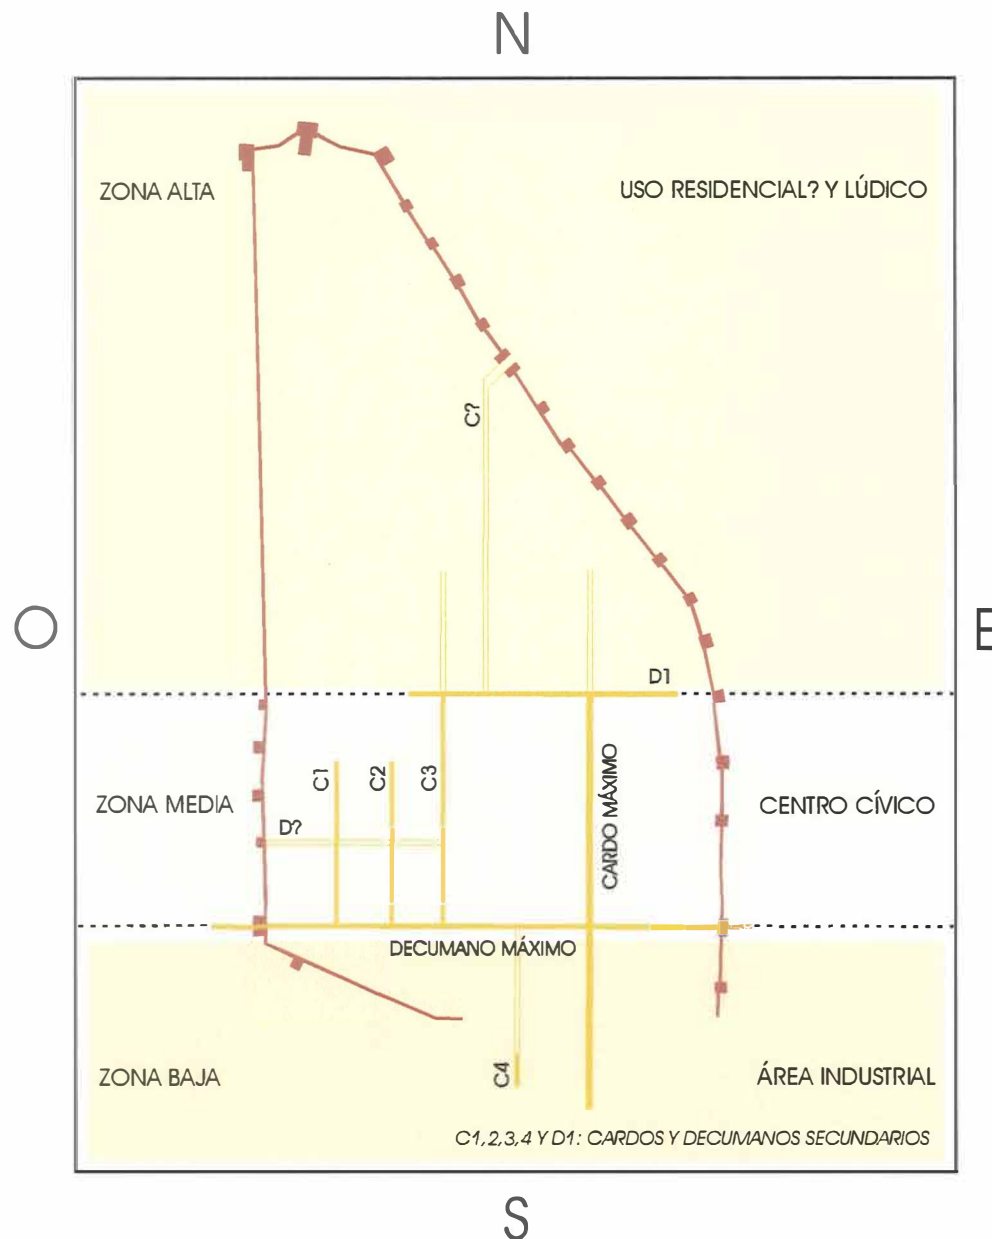 N
ZONA ALTA
USO RESIDENCIAL? Y LÚDICO
C?
O
E
D1
C1
C2
C3
CARDO MÁXIMO
ZONA MEDIA
CENTRO CÍVICO
D?
DECUMANO MÁXIMO
C4
ZONA BAJA
ÁREA INDUSTRIAL
C1,2,3,4 Y D1: CARDOS Y DECUMANOS SECUNDARIOS
S